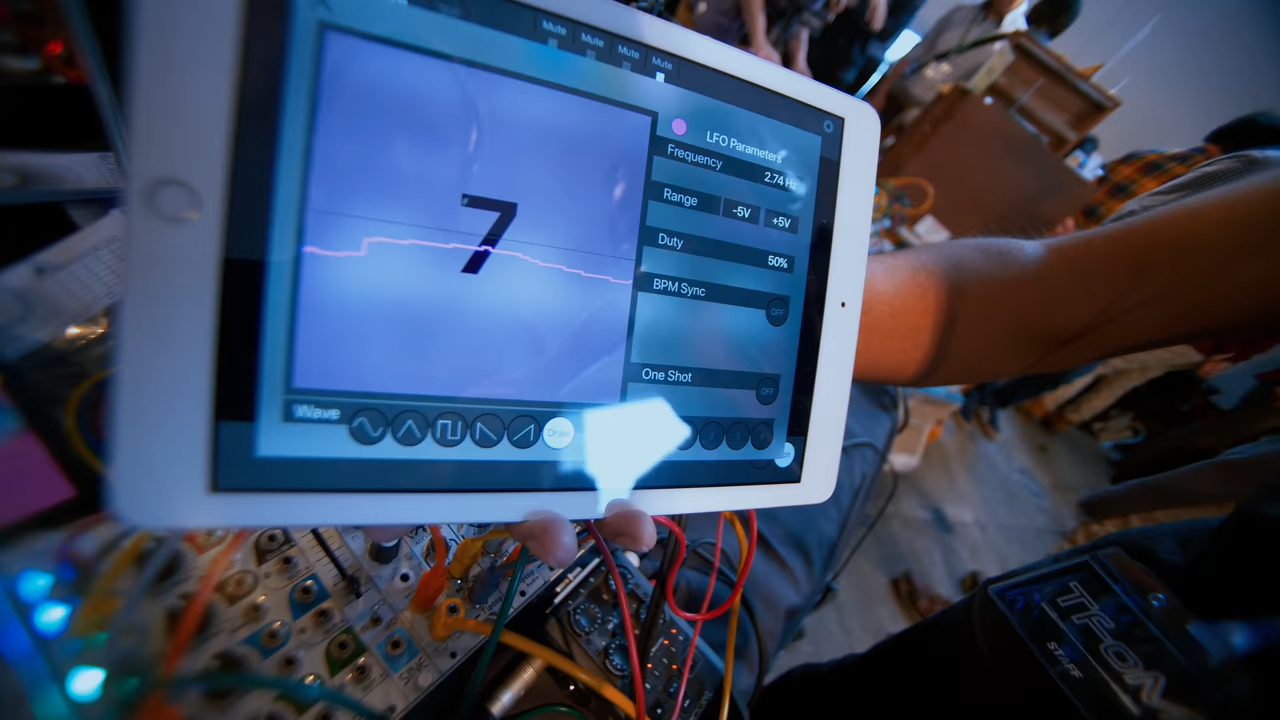 Mute Mute Mute Mute
LFO Parameters
Frequency
2.74 Hz
Range -5V +5V
7
Duty
50%
BPM Sync
OFF
One Shot
OFF
Wave Draw
STAFF